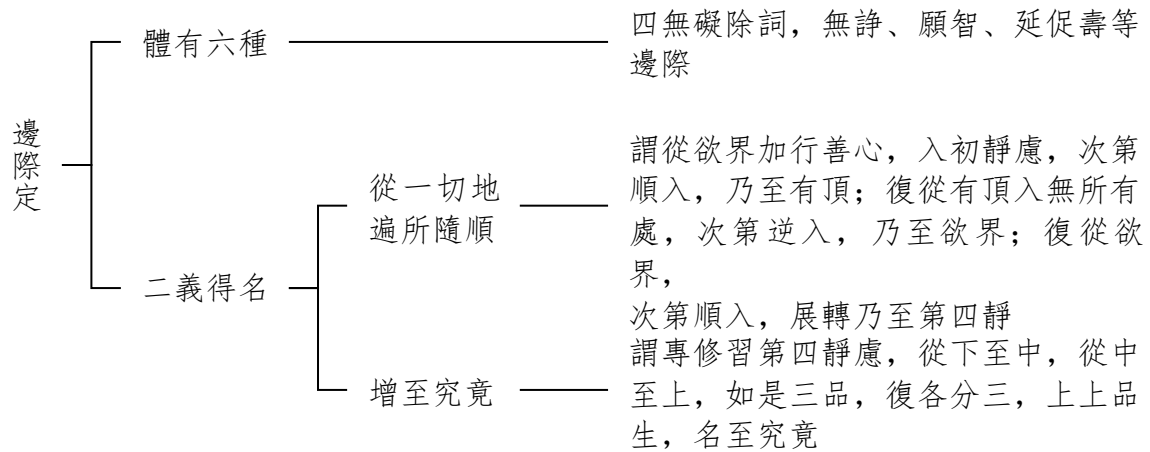 邊際定
體有六種
四無礙除詞，無諍、願智、延促壽等
邊際
二義得名
從一切地
遍所隨順
謂從欲界加行善心，入初靜慮，次第
順入，乃至有頂；復從有頂入無所有
處，次第逆入，乃至欲界；復從欲
界，
次第順入，展轉乃至第四靜
增至究竟
謂專修習第四靜慮，從下至中，從中
至上，如是三品，復各分三，上上品
生，名至究竟